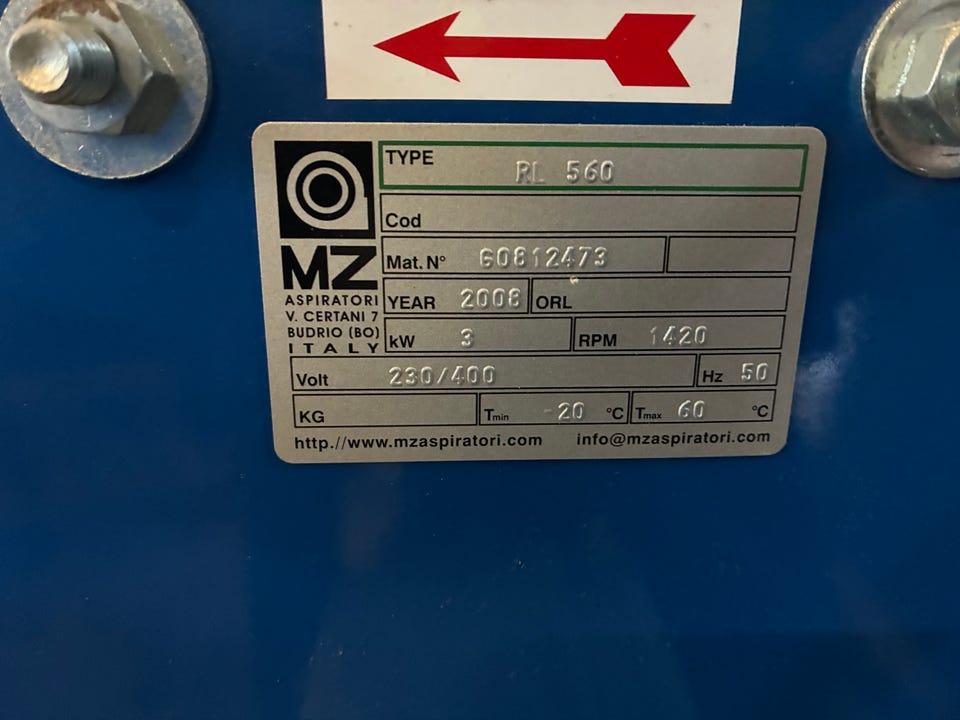 TYPE RL 560
Cod
Mat. N° G0812473
MZ
ASPIRATORI
V. CERTANI 7
BUDRIO (BO)
ITALY
YEAR 2008 ORL
kW 3 RPM 1420
Volt 230/400 Hz 50
KG Tmin -20 °C Tmax 60 °C
http://www.mzaspiratori.com info@mzaspiratori.com